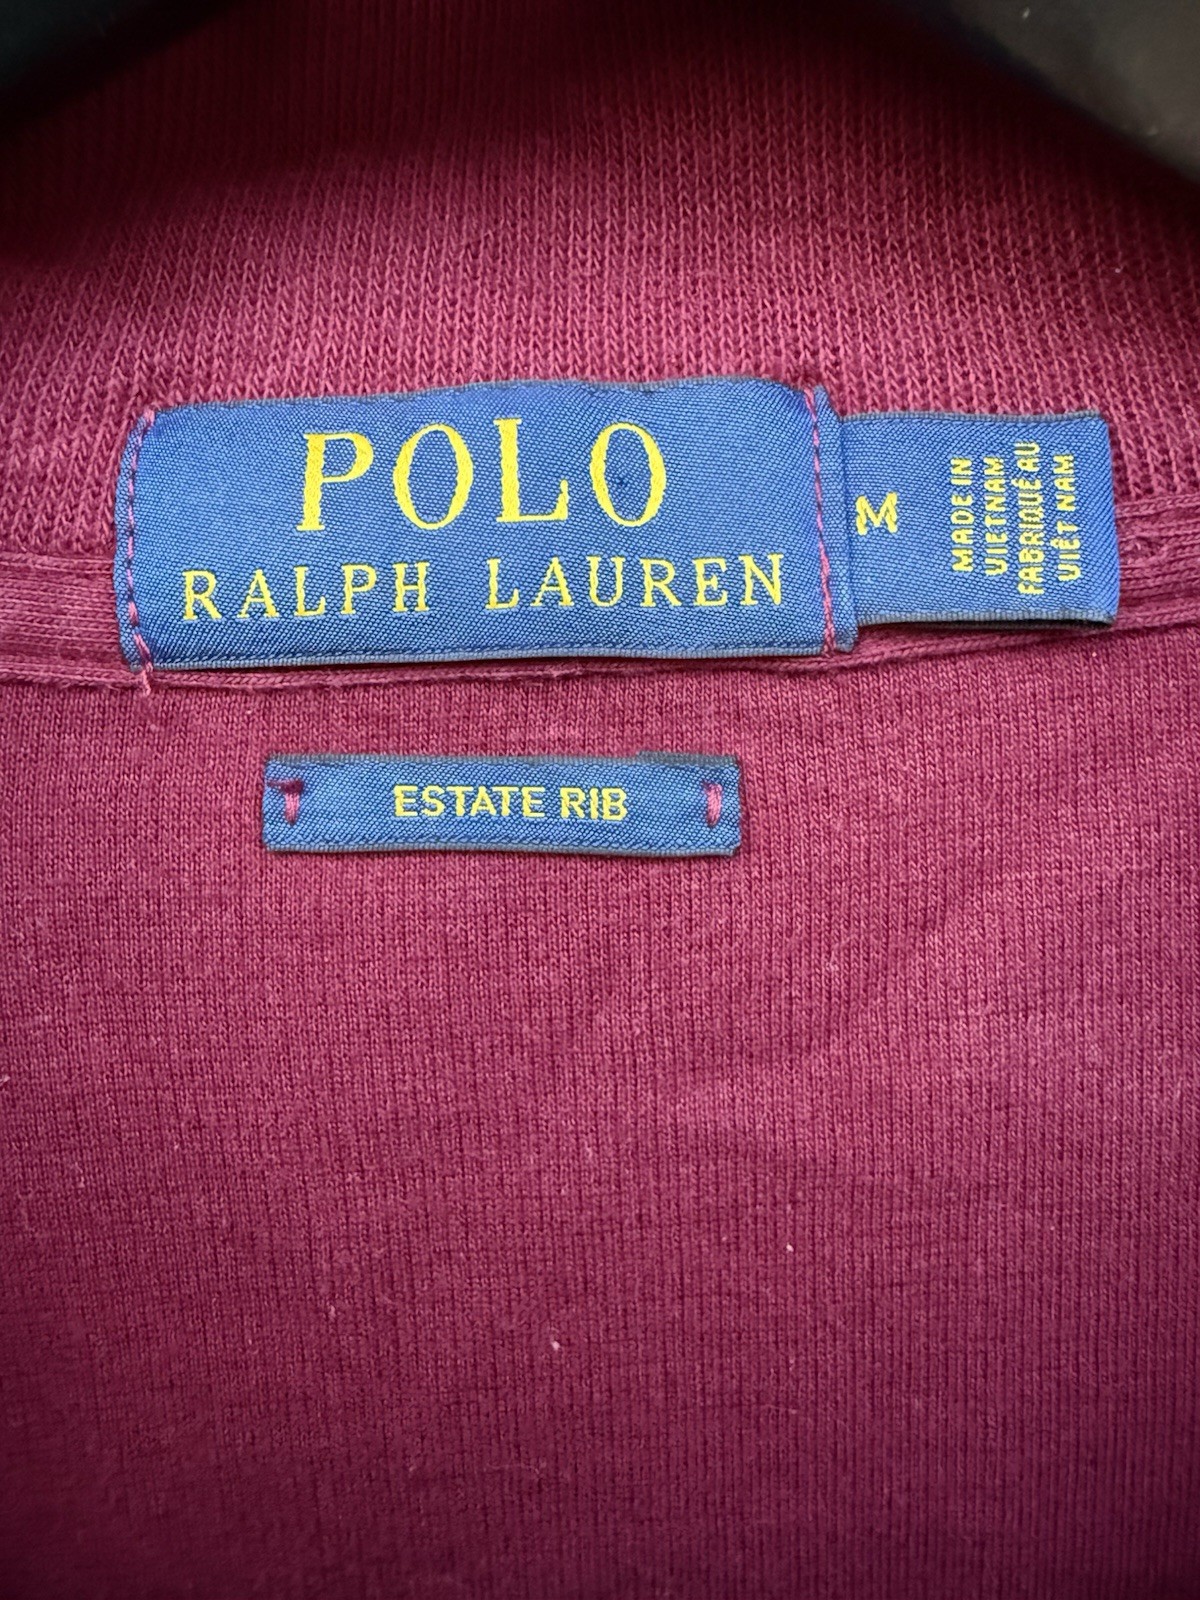 POLO
RALPH LAUREN
M
MADE IN
VIETNAM
FABRIQUÉ AU
VIÊT NAM
ESTATE RIB